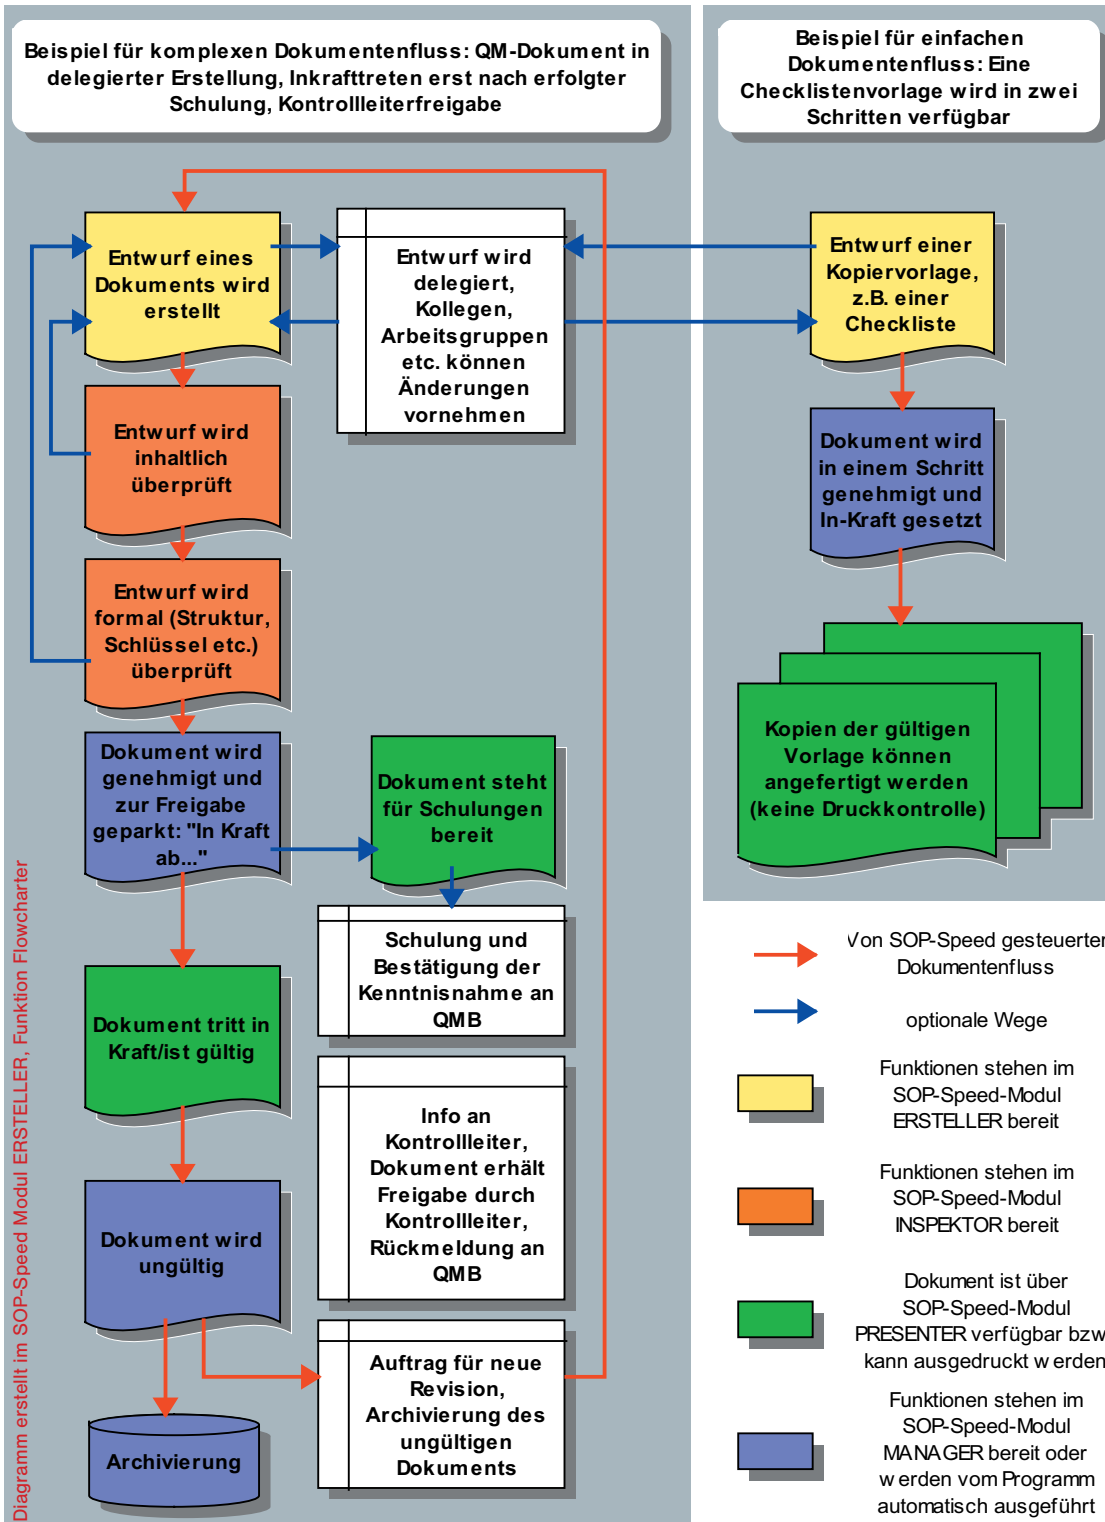 Beispiel für komplexen Dokumentenfluss: QM-Dokument in
delegierter Erstellung, Inkrafttreten erst nach erfolgter
Schulung, Kontrollleiterfreigabe
Beispiel für einfachen
Dokumentenfluss: Eine
Checklistenvorlage wird in zwei
Schritten verfügbar
Entwurf eines
Dokuments wird
erstellt
Entwurf wird
delegiert,
Kollegen,
Arbeitsgruppen
etc. können
Änderungen
vornehmen
Entwurf einer
Kopiervorlage,
z.B. einer
Checkliste
Entwurf wird
inhaltlich
überprüft
Dokument wird
in einem Schritt
genehmigt und
In-Kraft gesetzt
Entwurf wird
formal (Struktur,
Schlüssel etc.)
überprüft
Kopien der gültigen
Vorlage können
angefertigt werden
(keine Druckkontrolle)
Dokument wird
genehmigt und
zur Freigabe
geparkt: "In Kraft
ab..."
Dokument steht
für Schulungen
bereit
Schulung und
Bestätigung der
Kenntnisnahme an
QMB
Dokument tritt in
Kraft/ist gültig
Info an
Kontrollleiter,
Dokument erhält
Freigabe durch
Kontrollleiter,
Rückmeldung an
QMB
Dokument wird
ungültig
Auftrag für neue
Revision,
Archivierung des
ungültigen
Dokuments
Archivierung
Von SOP-Speed gesteuerter
Dokumentenfluss
optionale Wege
Funktionen stehen im
SOP-Speed-Modul
ERSTELLER bereit
Funktionen stehen im
SOP-Speed-Modul
INSPEKTOR bereit
Dokument ist über
SOP-Speed-Modul
PRESENTER verfügbar bzw
kann ausgedruckt werden
Funktionen stehen im
SOP-Speed-Modul
MANAGER bereit oder
werden vom Programm
automatisch ausgeführt
Diagramm erstellt im SOP-Speed Modul ERSTELLER, Funktion Flowcharter